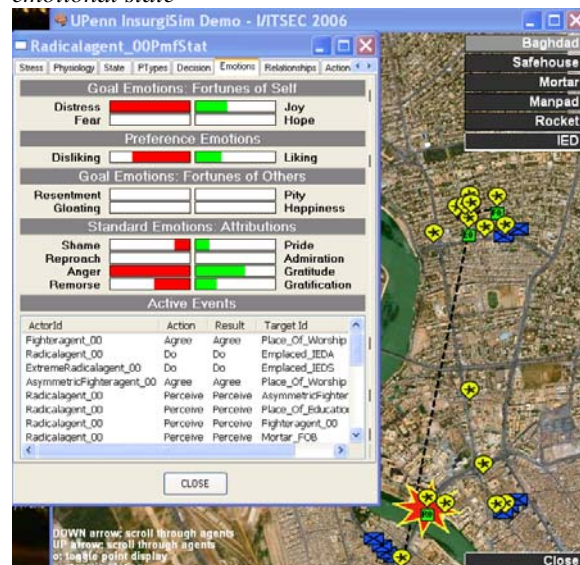 emotional state
UPenn InsurgiSim Demo - I/ITSEC 2006
Radicalagent_00PmfStat
Stress Physiology State PTypes Decision Emotions Relationships Action
Goal Emotions: Fortunes of Self
Distress Joy
Fear Hope
Preference Emotions
Disliking Liking
Goal Emotions: Fortunes of Others
Resentment Pity
Gloating Happiness
Standard Emotions: Attributions
Shame Pride
Reproach Admiration
Anger Gratitude
Remorse Gratification
Active Events
ActorId Action Result Target Id
Fighteragent_00 Agree Agree Place_Of_Worship
Radicalagent_00 Do Do Emplaced_IEDA
ExtremeRadicalagent_00 Do Do Emplaced_IEDS
AsymmetricFighteragent_00 Agree Agree Place_Of_Worship
Radicalagent_00 Perceive Perceive AsymmetricFighter
Radicalagent_00 Perceive Perceive Place_Of_Educatio
Radicalagent_00 Perceive Perceive Fighteragent_00
Radicalagent_00 Perceive Perceive Mortar_FOB
CLOSE
DOWN arrow: scroll through agents
UP arrow: scroll through agents
o: toggle point display
Baghdad
Safehouse
Mortar
Manpad
Rocket
IED
Close